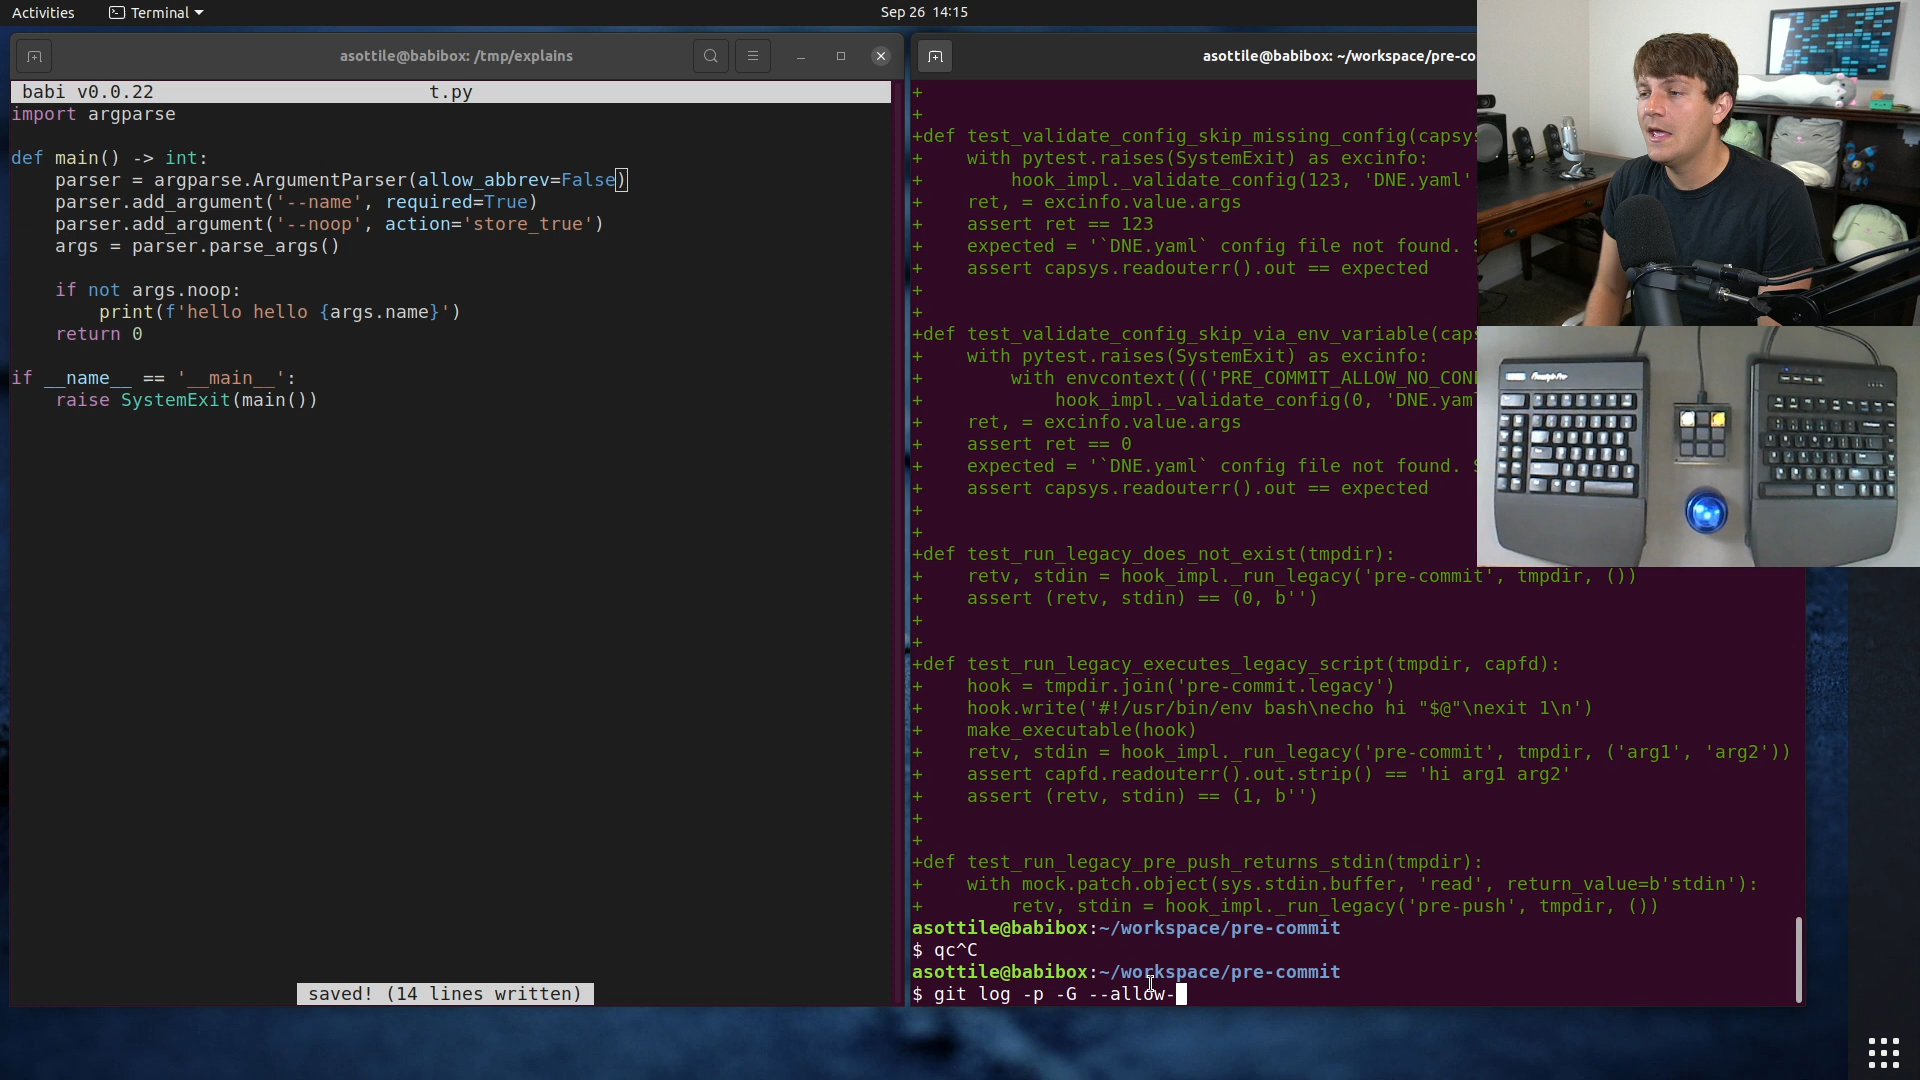 Activities
Terminal
Sep 26 14:15
asottile@babibox: /tmp/explains
babi v0.0.22
t.py
import argparse
def main() -> int:
    parser = argparse.ArgumentParser(allow_abbrev=False)
    parser.add_argument('--name', required=True)
    parser.add_argument('--noop', action='store_true')
    args = parser.parse_args()
    if not args.noop:
        print(f'hello hello {args.name}')
    return 0
if __name__ == '__main__':
    raise SystemExit(main())
saved! (14 lines written)
asottile@babibox: ~/workspace/pre-co
+
+
+def test_validate_config_skip_missing_config(capsys
+    with pytest.raises(SystemExit) as excinfo:
+        hook_impl._validate_config(123, 'DNE.yaml'
+    ret, = excinfo.value.args
+    assert ret == 123
+    expected = '`DNE.yaml` config file not found. S
+    assert capsys.readouterr().out == expected
+
+
+def test_validate_config_skip_via_env_variable(caps
+    with pytest.raises(SystemExit) as excinfo:
+        with envcontext((('PRE_COMMIT_ALLOW_NO_CON
+            hook_impl._validate_config(0, 'DNE.yam
+    ret, = excinfo.value.args
+    assert ret == 0
+    expected = '`DNE.yaml` config file not found. S
+    assert capsys.readouterr().out == expected
+
+
+def test_run_legacy_does_not_exist(tmpdir):
+    retv, stdin = hook_impl._run_legacy('pre-commit', tmpdir, ())
+    assert (retv, stdin) == (0, b'')
+
+
+def test_run_legacy_executes_legacy_script(tmpdir, capfd):
+    hook = tmpdir.join('pre-commit.legacy')
+    hook.write('#!/usr/bin/env bash\necho hi "$@"\nexit 1\n')
+    make_executable(hook)
+    retv, stdin = hook_impl._run_legacy('pre-commit', tmpdir, ('arg1', 'arg2'))
+    assert capfd.readouterr().out.strip() == 'hi arg1 arg2'
+    assert (retv, stdin) == (1, b'')
+
+
+def test_run_legacy_pre_push_returns_stdin(tmpdir):
+    with mock.patch.object(sys.stdin.buffer, 'read', return_value=b'stdin'):
+        retv, stdin = hook_impl._run_legacy('pre-push', tmpdir, ())
asottile@babibox:~/workspace/pre-commit
$ qc^C
asottile@babibox:~/workspace/pre-commit
$ git log -p -G --allow-